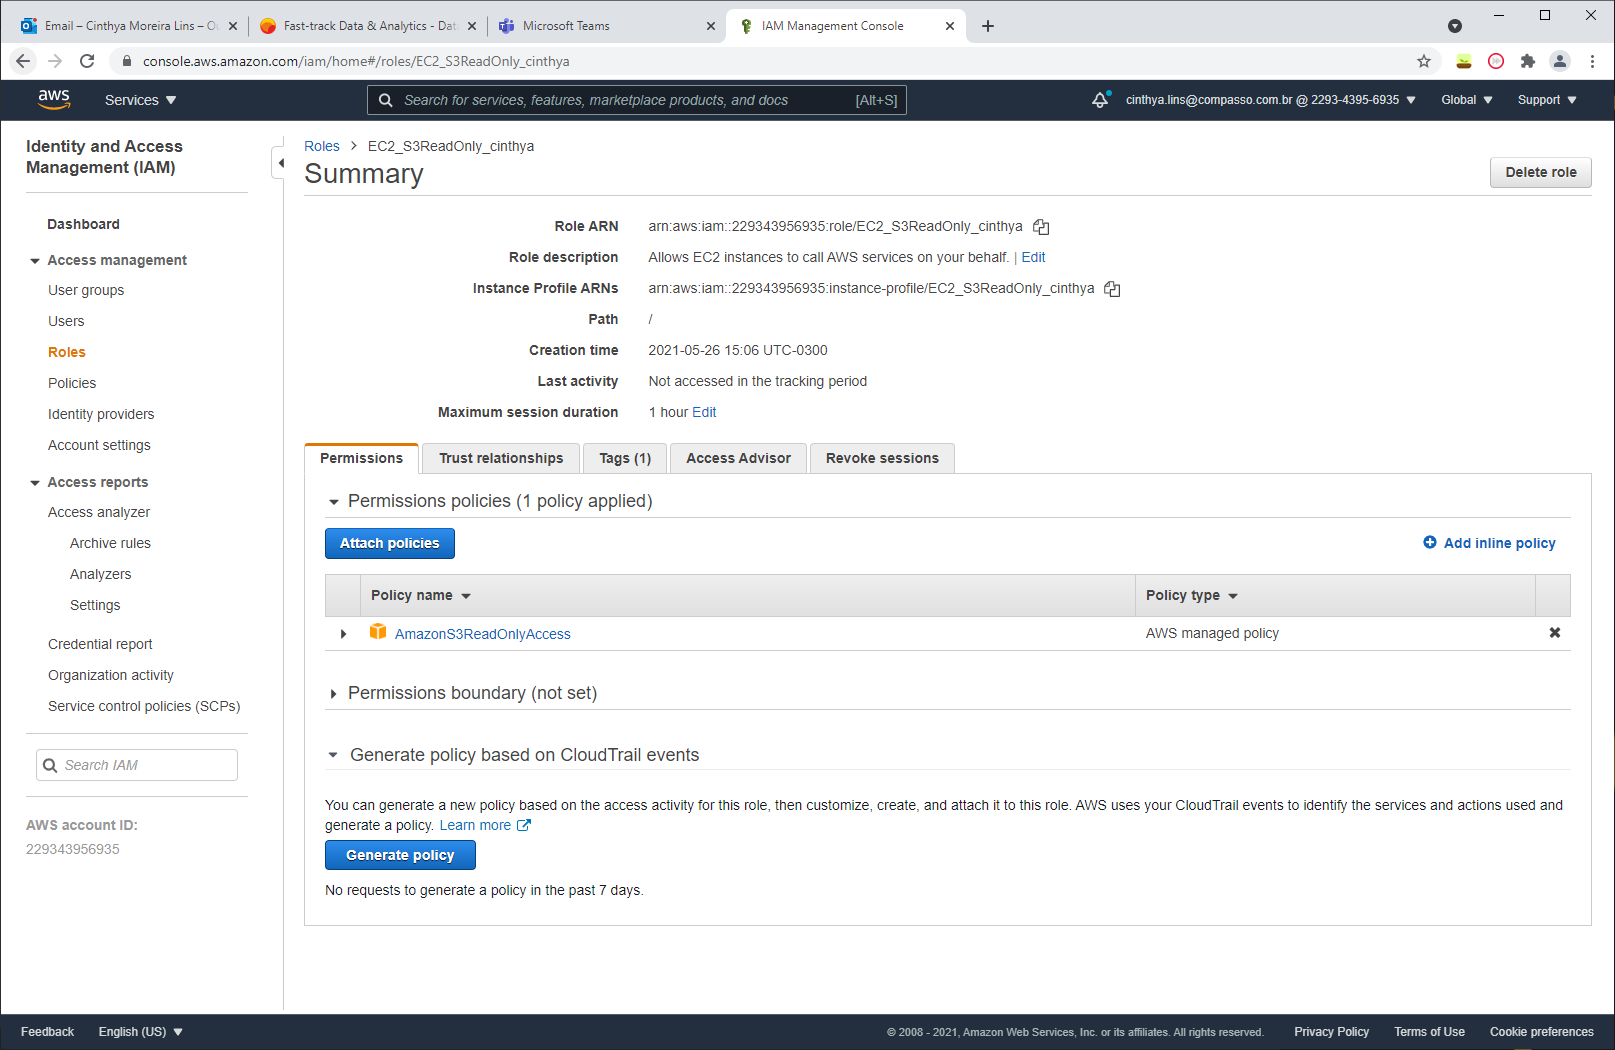 Email – Cinthya Moreira Lins – Ou
Fast-track Data & Analytics - Data
Microsoft Teams
IAM Management Console
console.aws.amazon.com/iam/home#/roles/EC2_S3ReadOnly_cinthya
aws
Services
Search for services, features, marketplace products, and docs
[Alt+S]
cinthya.lins@compasso.com.br @ 2293-4395-6935
Global
Support
Identity and Access
Management (IAM)
Dashboard
Access management
User groups
Users
Roles
Policies
Identity providers
Account settings
Access reports
Access analyzer
Archive rules
Analyzers
Settings
Credential report
Organization activity
Service control policies (SCPs)
Search IAM
AWS account ID:
229343956935
Roles > EC2_S3ReadOnly_cinthya
Summary
Delete role
Role ARN arn:aws:iam::229343956935:role/EC2_S3ReadOnly_cinthya
Role description Allows EC2 instances to call AWS services on your behalf. | Edit
Instance Profile ARNs arn:aws:iam::229343956935:instance-profile/EC2_S3ReadOnly_cinthya
Path /
Creation time 2021-05-26 15:06 UTC-0300
Last activity Not accessed in the tracking period
Maximum session duration 1 hour Edit
Permissions
Trust relationships
Tags (1)
Access Advisor
Revoke sessions
Permissions policies (1 policy applied)
Attach policies
Add inline policy
Policy name Policy type
AmazonS3ReadOnlyAccess AWS managed policy
Permissions boundary (not set)
Generate policy based on CloudTrail events
You can generate a new policy based on the access activity for this role, then customize, create, and attach it to this role. AWS uses your CloudTrail events to identify the services and actions used and
generate a policy. Learn more
Generate policy
No requests to generate a policy in the past 7 days.
Feedback
English (US)
© 2008 - 2021, Amazon Web Services, Inc. or its affiliates. All rights reserved.
Privacy Policy
Terms of Use
Cookie preferences